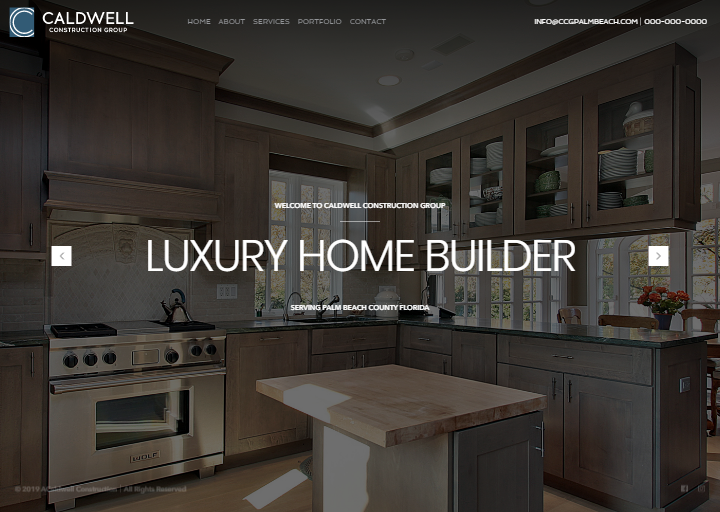 CALDWELL
CONSTRUCTION GROUP
HOME ABOUT SERVICES PORTFOLIO CONTACT
INFO@CCGPALMBEACH.COM | 000-000-0000
WELCOME TO CALDWELL CONSTRUCTION GROUP
LUXURY HOME BUILDER
SERVING PALM BEACH COUNTY FLORIDA
WOLF
© 2019 Construction | All Rights Reserved